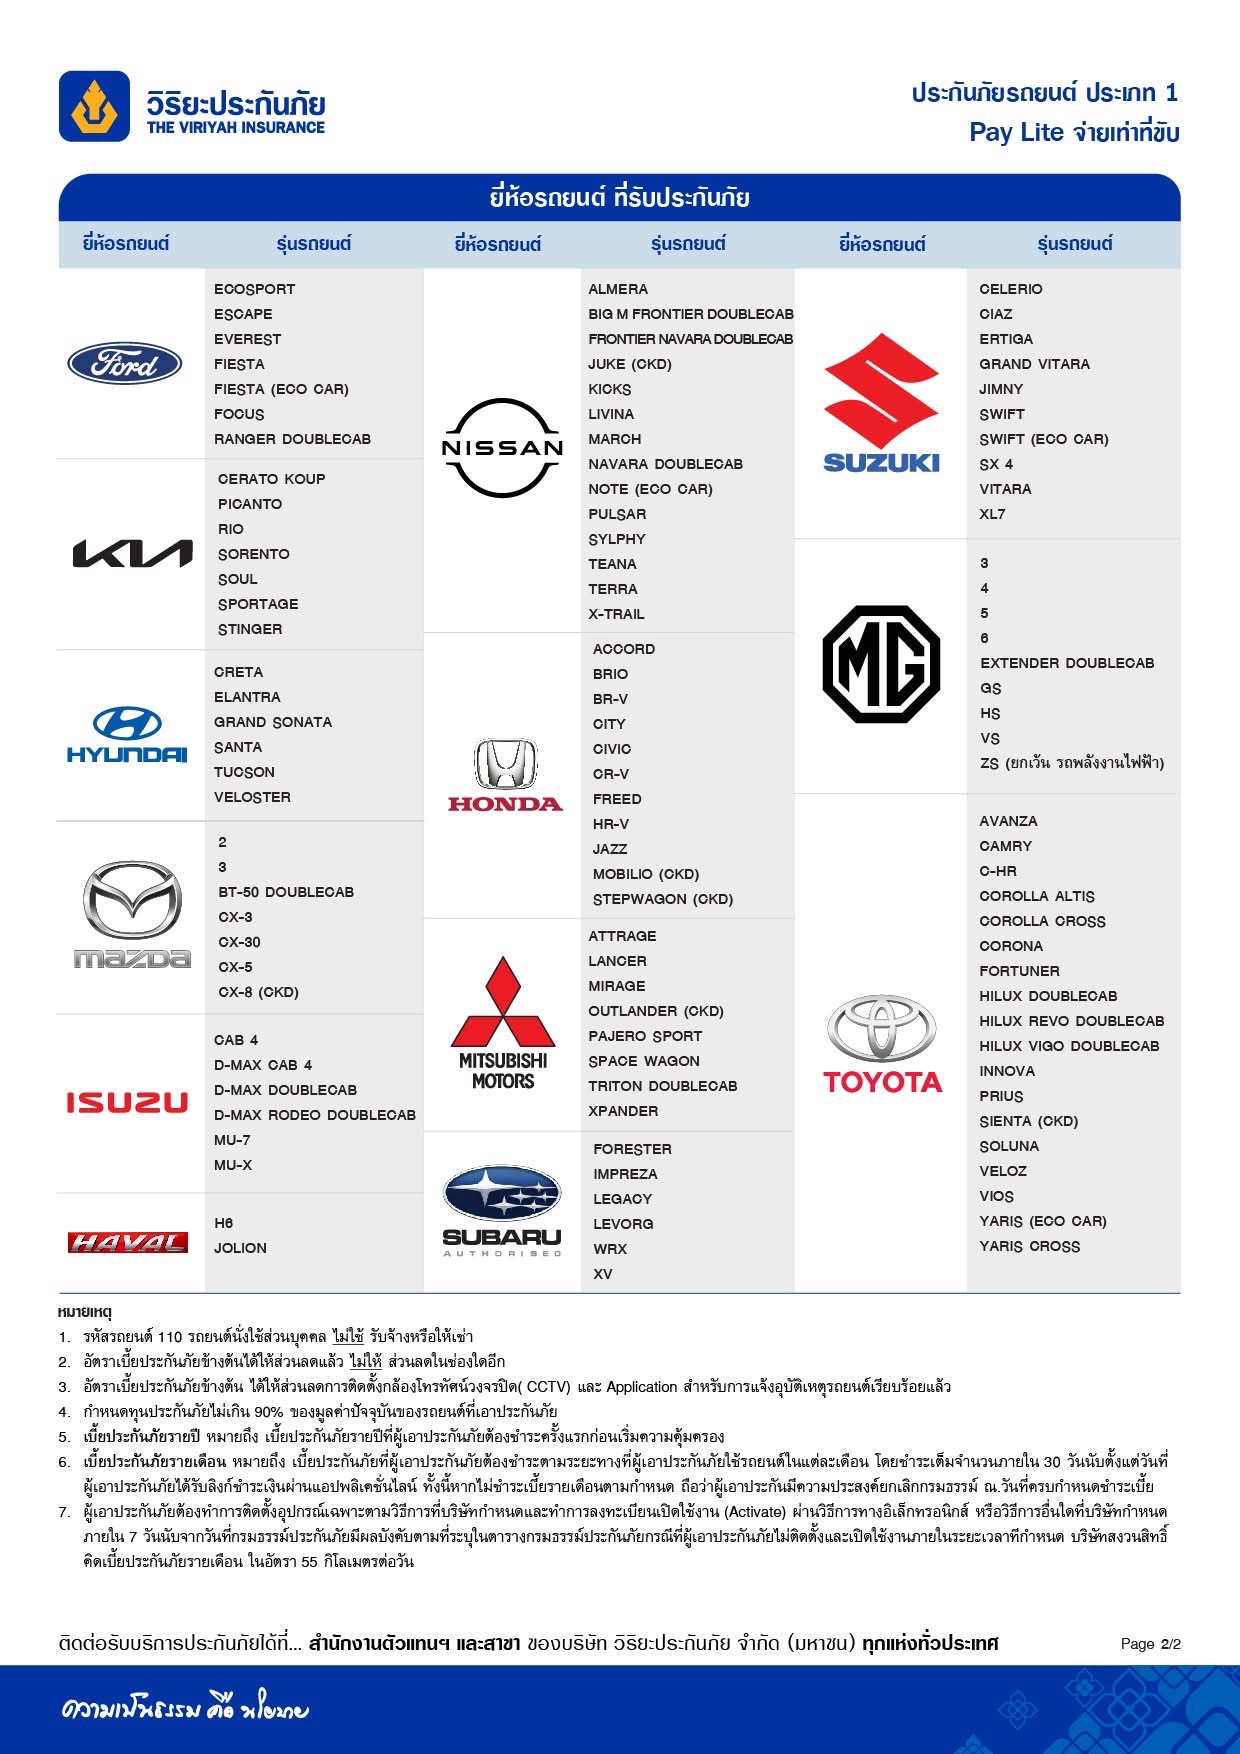 วิริยะประกันภัย
THE VIRIYAH INSURANCE
ประกันภัยรถยนต์ ประเภท 1
Pay Lite จ่ายเท่าที่ขับ
ยี่ห้อรถยนต์ ที่รับประกันภัย
ยี่ห้อรถยนต์ รุ่นรถยนต์ ยี่ห้อรถยนต์ รุ่นรถยนต์ ยี่ห้อรถยนต์ รุ่นรถยนต์
Ford
ECOSPORT
ESCAPE
EVEREST
FIESTA
FIESTA (ECO CAR)
FOCUS
RANGER DOUBLECAB
KIA
CERATO KOUP
PICANTO
RIO
SORENTO
SOUL
SPORTAGE
STINGER
HYUNDAI
CRETA
ELANTRA
GRAND SONATA
SANTA
TUCSON
VELOSTER
mazda
2
3
BT-50 DOUBLECAB
CX-3
CX-30
CX-5
CX-8 (CKD)
ISUZU
CAB 4
D-MAX CAB 4
D-MAX DOUBLECAB
D-MAX RODEO DOUBLECAB
MU-7
MU-X
HAVAL
H6
JOLION
NISSAN
ALMERA
BIG M FRONTIER DOUBLECAB
FRONTIER NAVARA DOUBLECAB
JUKE (CKD)
KICKS
LIVINA
MARCH
NAVARA DOUBLECAB
NOTE (ECO CAR)
PULSAR
SYLPHY
TEANA
TERRA
X-TRAIL
HONDA
ACCORD
BRIO
BR-V
CITY
CIVIC
CR-V
FREED
HR-V
JAZZ
MOBILIO (CKD)
STEPWAGON (CKD)
MITSUBISHI
MOTORS
ATTRAGE
LANCER
MIRAGE
OUTLANDER (CKD)
PAJERO SPORT
SPACE WAGON
TRITON DOUBLECAB
XPANDER
SUBARU
AUTHORISED
FORESTER
IMPREZA
LEGACY
LEVORG
WRX
XV
SUZUKI
CELERIO
CIAZ
ERTIGA
GRAND VITARA
JIMNY
SWIFT
SWIFT (ECO CAR)
SX 4
VITARA
XL7
MG
3
4
5
6
EXTENDER DOUBLECAB
GS
HS
VS
ZS (ยกเว้น รถพลังงานไฟฟ้า)
TOYOTA
AVANZA
CAMRY
C-HR
COROLLA ALTIS
COROLLA CROSS
CORONA
FORTUNER
HILUX DOUBLECAB
HILUX REVO DOUBLECAB
HILUX VIGO DOUBLECAB
INNOVA
PRIUS
SIENTA (CKD)
SOLUNA
VELOZ
VIOS
YARIS (ECO CAR)
YARIS CROSS
หมายเหตุ
1. รหัสรถยนต์ 110 รถยนต์นั่งใช้ส่วนบุคคล ไม่ใช้ รับจ้างหรือให้เช่า
2. อัตราเบี้ยประกันภัยข้างต้นได้ให้ส่วนลดแล้ว ไม่ให้ ส่วนลดในช่องใดอีก
3. อัตราเบี้ยประกันภัยข้างต้น ได้ให้ส่วนลดการติดตั้งกล้องโทรทัศน์วงจรปิด( CCTV) และ Application สำหรับการแจ้งอุบัติเหตุรถยนต์เรียบร้อยแล้ว
4. กำหนดทุนประกันภัยไม่เกิน 90% ของมูลค่าปัจจุบันของรถยนต์ที่เอาประกันภัย
5. เบี้ยประกันภัยรายปี หมายถึง เบี้ยประกันภัยรายปีที่ผู้เอาประกันภัยต้องชำระครั้งแรกก่อนเริ่มความคุ้มครอง
6. เบี้ยประกันภัยรายเดือน หมายถึง เบี้ยประกันภัยที่ผู้เอาประกันภัยต้องชำระตามระยะทางที่ผู้เอาประกันภัยใช้รถยนต์ในแต่ละเดือน โดยชำระเต็มจำนวนภายใน 30 วันนับตั้งแต่วันที่
ผู้เอาประกันภัยได้รับลิงก์ชำระเงินผ่านแอปพลิเคชั่นไลน์ ทั้งนี้หากไม่ชำระเบี้ยรายเดือนตามกำหนด ถือว่าผู้เอาประกันมีความประสงค์ยกเลิกกรมธรรม์ ณ.วันที่ครบกำหนดชำระเบี้ย
7. ผู้เอาประกันภัยต้องทำการติดตั้งอุปกรณ์เฉพาะตามวิธีการที่บริษัทกำหนดและทำการลงทะเบียนเปิดใช้งาน (Activate) ผ่านวิธีการทางอิเล็กทรอนิกส์ หรือวิธีการอื่นใดที่บริษัทกำหนด
ภายใน 7 วันนับจากวันที่กรมธรรม์ประกันภัยมีผลบังคับตามที่ระบุในตารางกรมธรรม์ประกันภัยกรณีที่ผู้เอาประกันภัยไม่ติดตั้งและเปิดใช้งานภายในระยะเวลาทีกำหนด บริษัทสงวนสิทธิ์
คิดเบี้ยประกันภัยรายเดือน ในอัตรา 55 กิโลเมตรต่อวัน
ติดต่อรับบริการประกันภัยได้ที่... สำนักงานตัวแทนฯ และสาขา ของบริษัท วิริยะประกันภัย จำกัด (มหาชน) ทุกแห่งทั่วประเทศ
Page 2/2
ความเป็นธรรม คือ นโยบาย